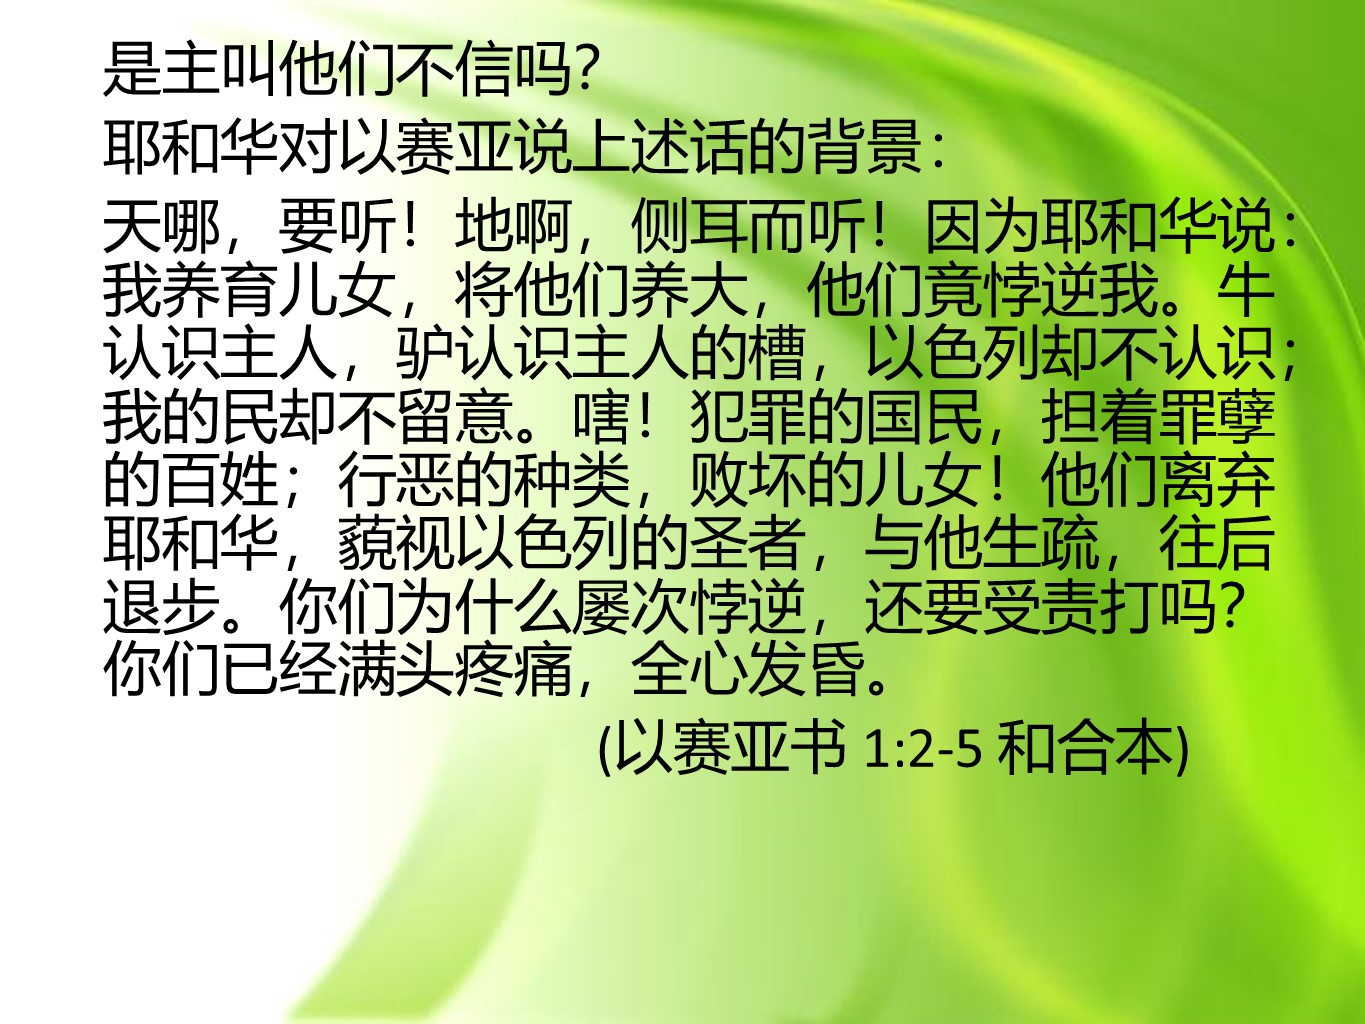 是主叫他们不信吗？
耶和华对以赛亚说上述话的背景：
天哪，要听！地啊，侧耳而听！因为耶和华说：
我养育儿女，将他们养大，他们竟悖逆我。牛
认识主人，驴认识主人的槽，以色列却不认识；
我的民却不留意。嗐！犯罪的国民，担着罪孽
的百姓；行恶的种类，败坏的儿女！他们离弃
耶和华，藐视以色列的圣者，与他生疏，往后
退步。你们为什么屡次悖逆，还要受责打吗？
你们已经满头疼痛，全心发昏。
(以赛亚书 1:2-5 和合本)